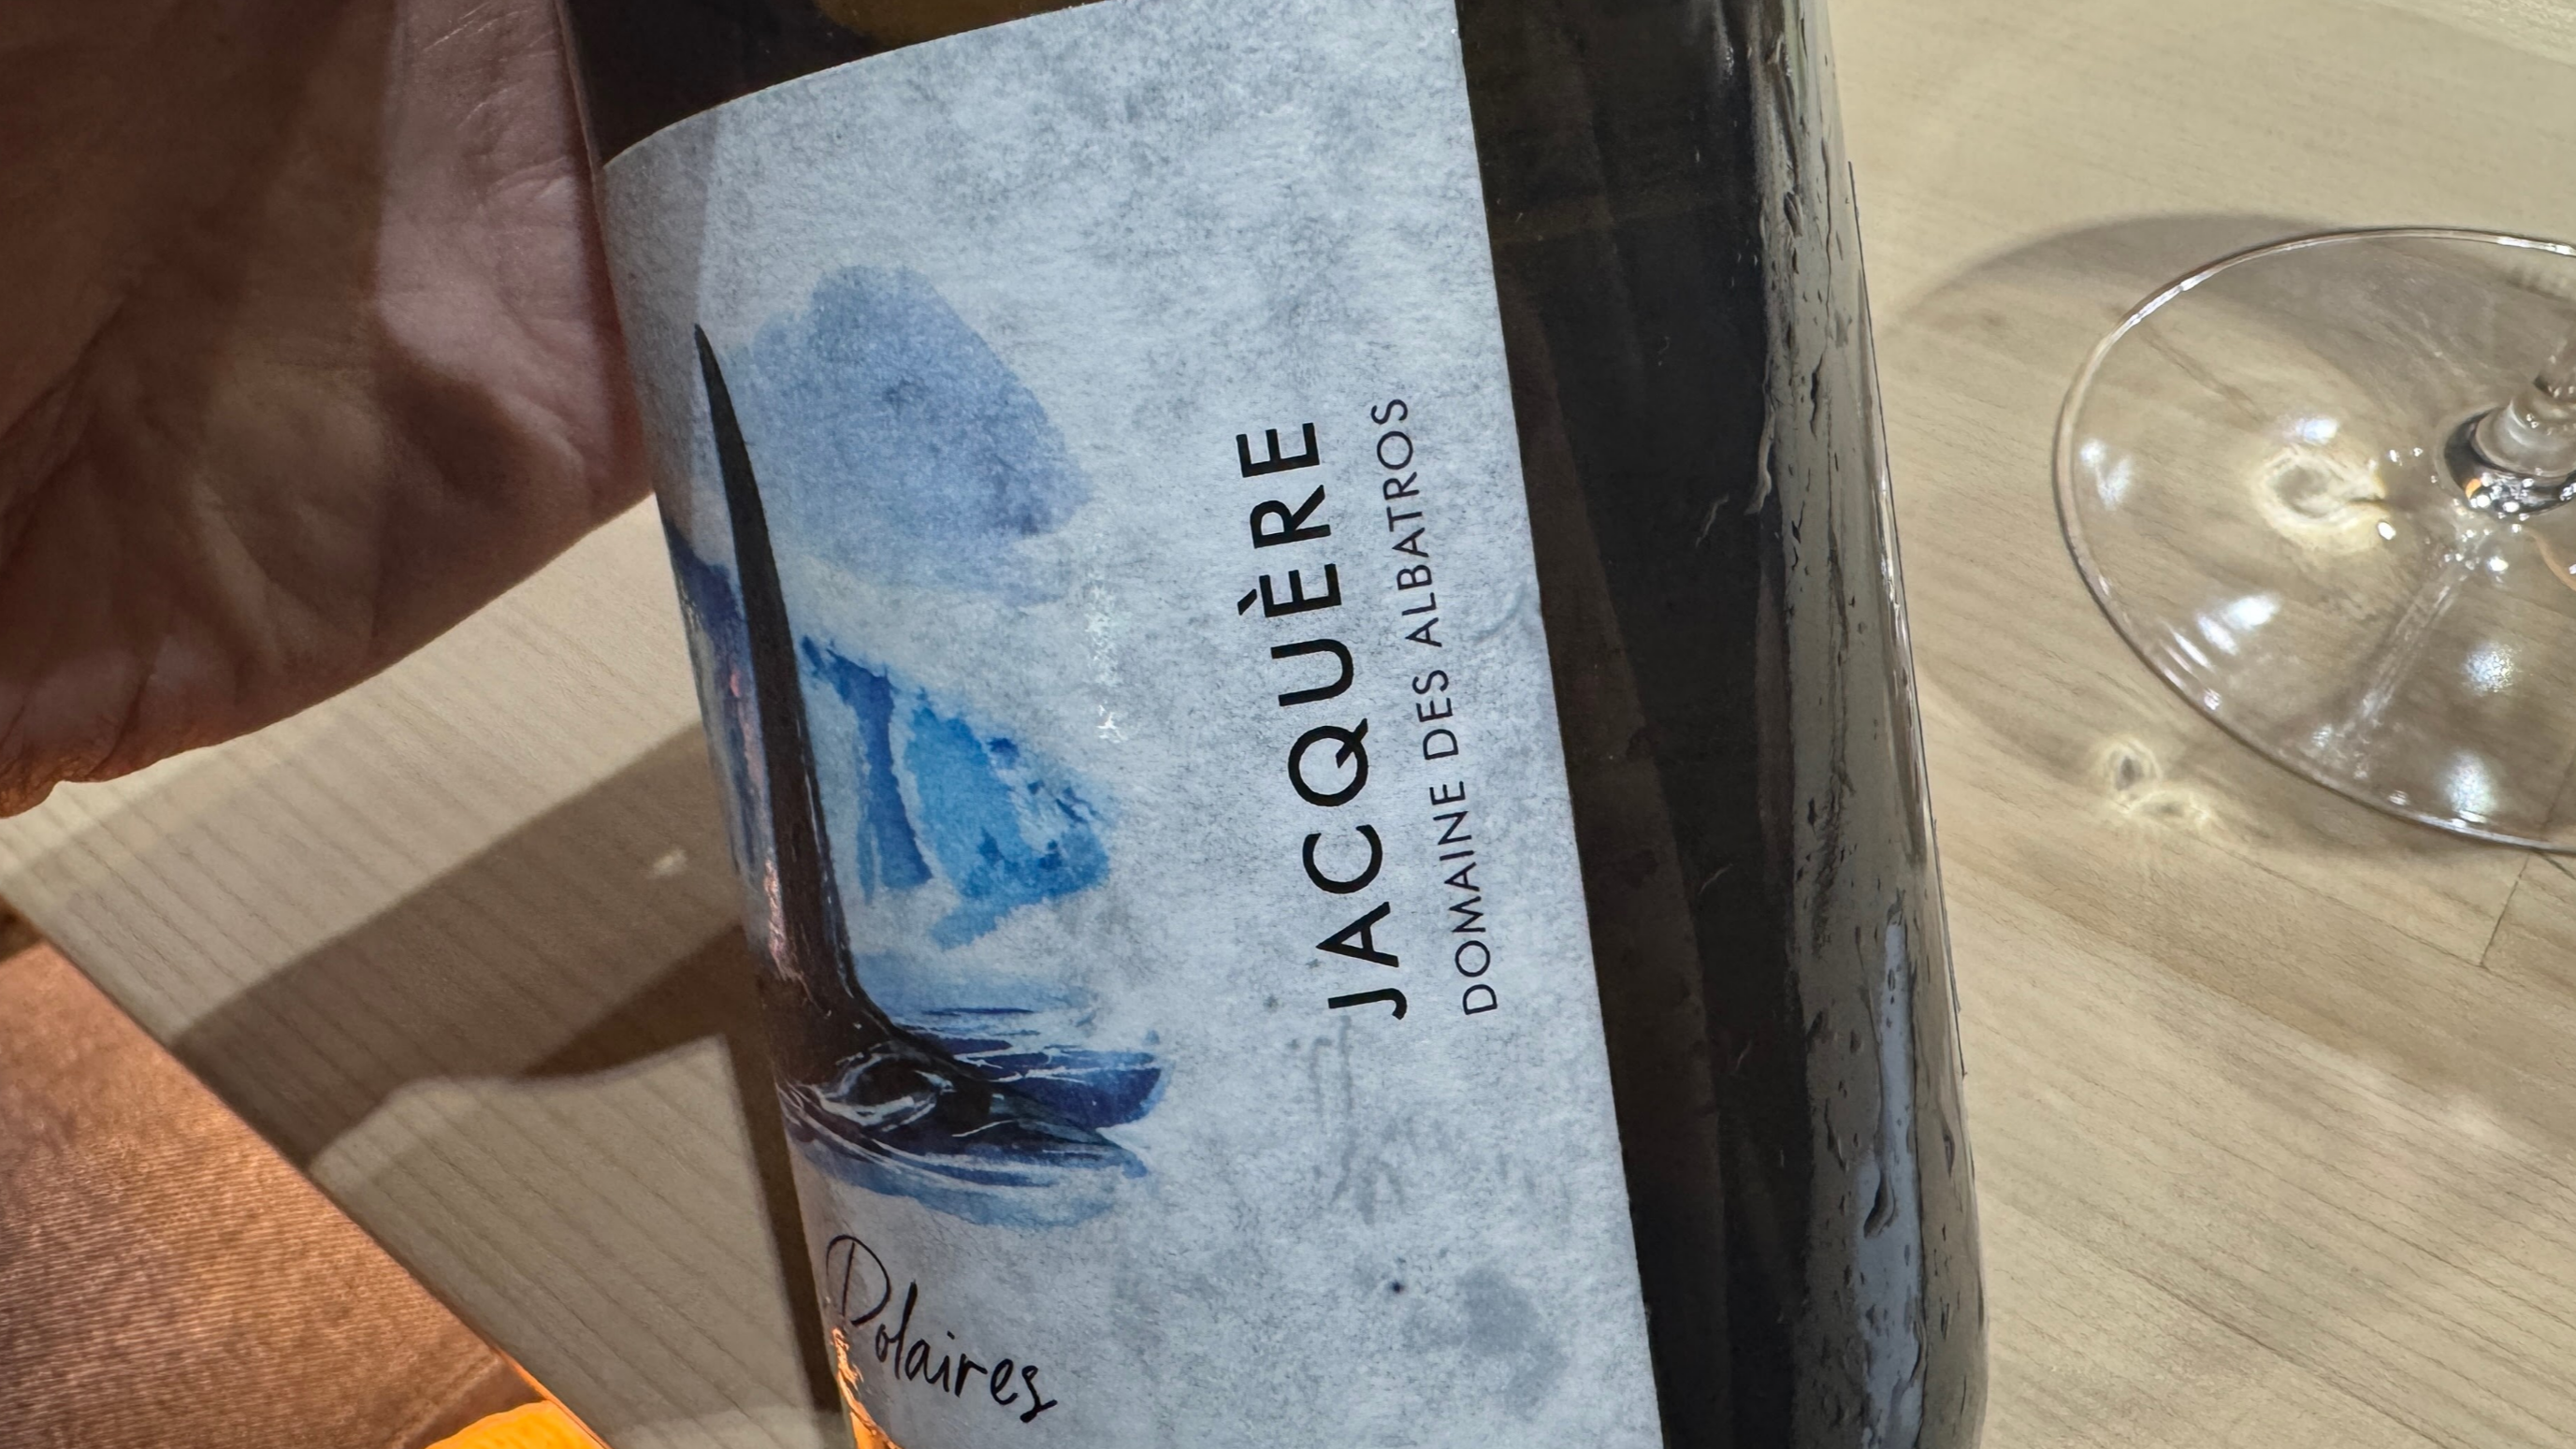 JACQUÈRE
DOMAINE DES ALBATROS
Polaires